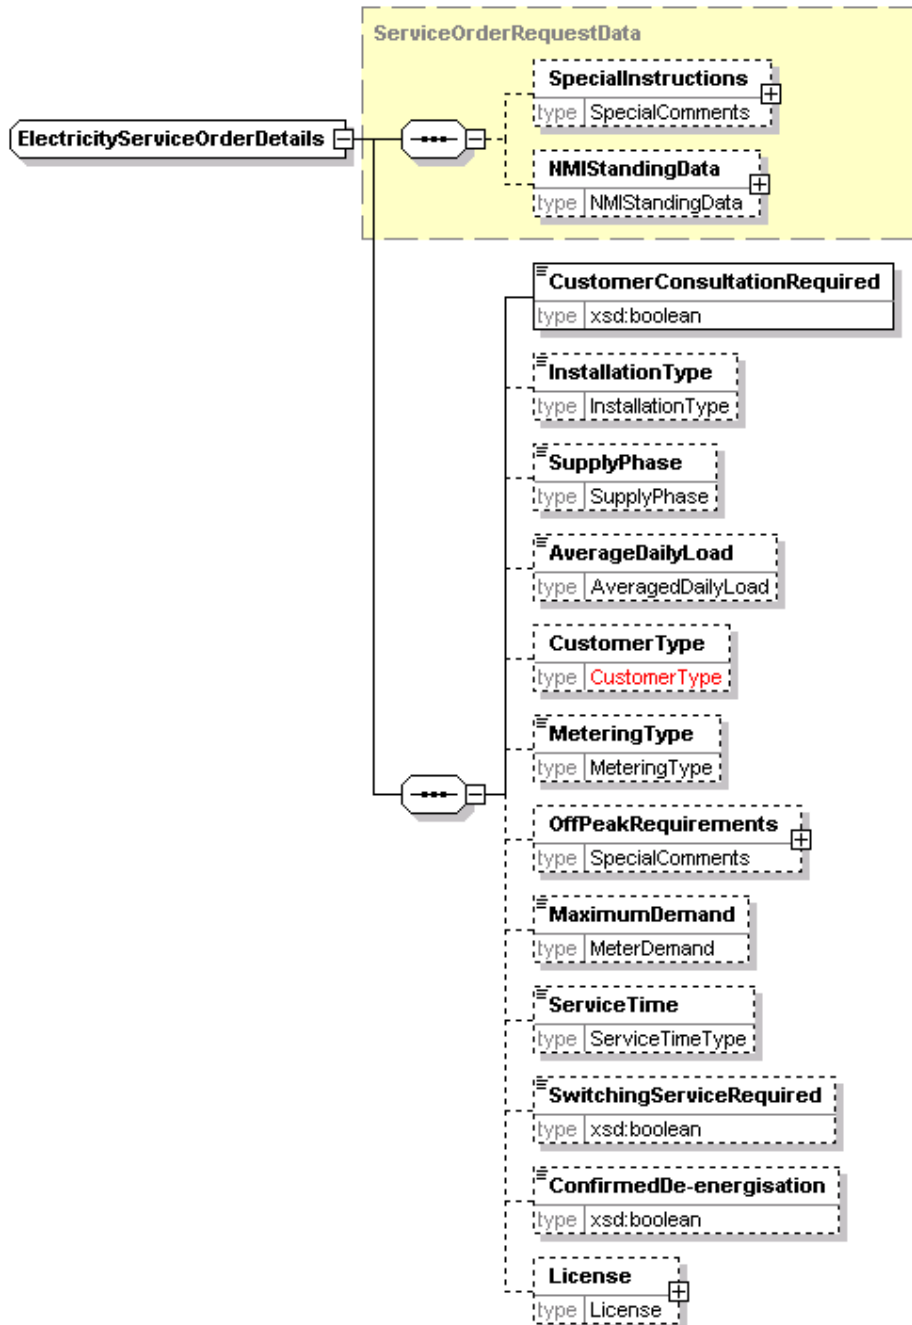 ServiceOrderRequestData
SpecialInstructions
type SpecialComments
ElectricityServiceOrderDetails
NMIStandingData
type NMIStandingData
CustomerConsultationRequired
type xsd:boolean
InstallationType
type InstallationType
SupplyPhase
type SupplyPhase
AverageDailyLoad
type AveragedDailyLoad
CustomerType
type CustomerType
MeteringType
type MeteringType
OffPeakRequirements
type SpecialComments
MaximumDemand
type MeterDemand
ServiceTime
type ServiceTimeType
SwitchingServiceRequired
type xsd:boolean
ConfirmedDe-energisation
type xsd:boolean
License
type License